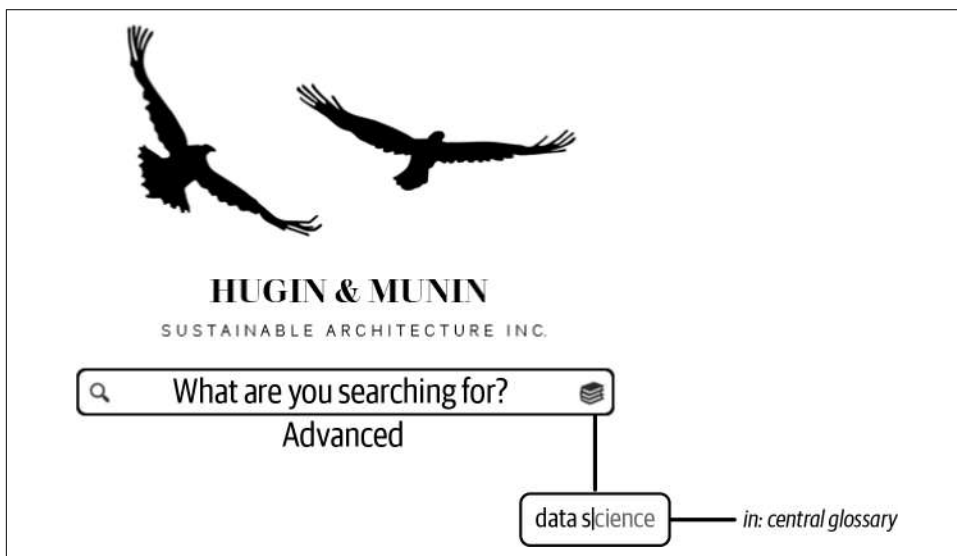 HUGIN & MUNIN
SUSTAINABLE ARCHITECTURE INC.
What are you searching for?
Advanced
data science
in: central glossary